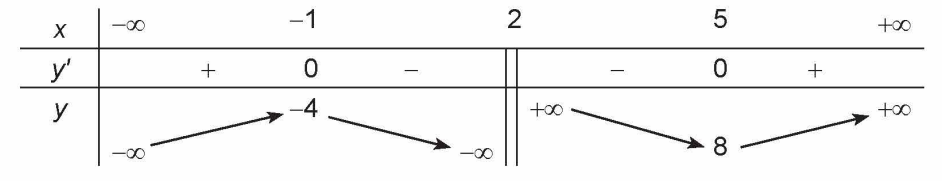 x −∞ −1 2 5 +∞
y′ + 0 − − 0 +
y −4 +∞ +∞
−∞ −∞ 8